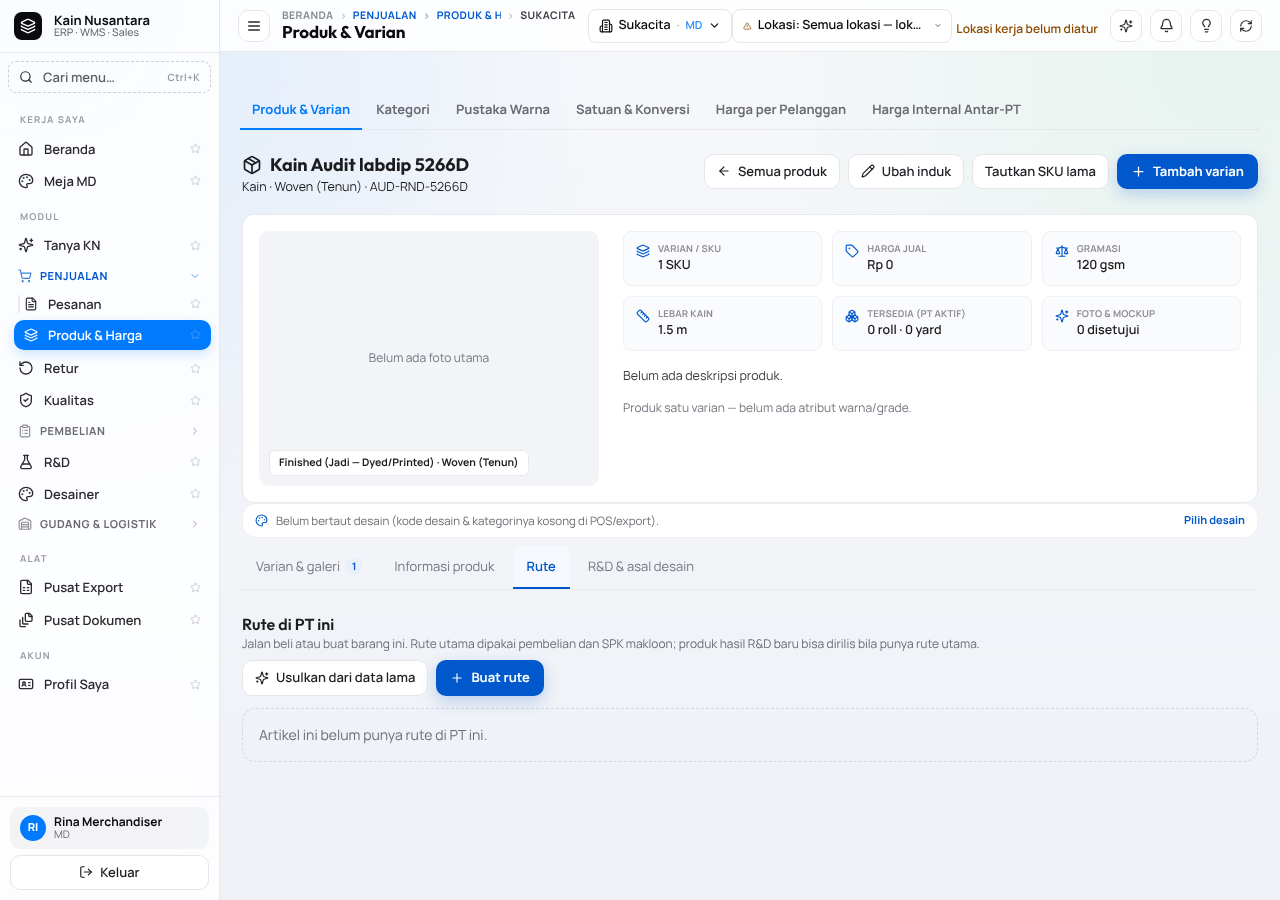 Kain Nusantara
ERP · WMS · Sales
Cari menu...
Ctrl+K
KERJA SAYA
Beranda
Meja MD
MODUL
Tanya KN
PENJUALAN
Pesanan
Produk & Harga
Retur
Kualitas
PEMBELIAN
R&D
Desainer
GUDANG & LOGISTIK
ALAT
Pusat Export
Pusat Dokumen
AKUN
Profil Saya
RI
Rina Merchandiser
MD
Keluar
BERANDA › PENJUALAN › PRODUK & H › SUKACITA
Produk & Varian
Sukacita · MD
Lokasi: Semua lokasi — lok...
Lokasi kerja belum diatur
Produk & Varian
Kategori
Pustaka Warna
Satuan & Konversi
Harga per Pelanggan
Harga Internal Antar-PT
Kain Audit labdip 5266D
Kain · Woven (Tenun) · AUD-RND-5266D
Semua produk
Ubah induk
Tautkan SKU lama
Tambah varian
Belum ada foto utama
Finished (Jadi — Dyed/Printed) · Woven (Tenun)
VARIAN / SKU
1 SKU
HARGA JUAL
Rp 0
GRAMASI
120 gsm
LEBAR KAIN
1.5 m
TERSEDIA (PT AKTIF)
0 roll · 0 yard
FOTO & MOCKUP
0 disetujui
Belum ada deskripsi produk.
Produk satu varian — belum ada atribut warna/grade.
Belum bertaut desain (kode desain & kategorinya kosong di POS/export).
Pilih desain
Varian & galeri 1
Informasi produk
Rute
R&D & asal desain
Rute di PT ini
Jalan beli atau buat barang ini. Rute utama dipakai pembelian dan SPK makloon; produk hasil R&D baru bisa dirilis bila punya rute utama.
Usulkan dari data lama
Buat rute
Artikel ini belum punya rute di PT ini.